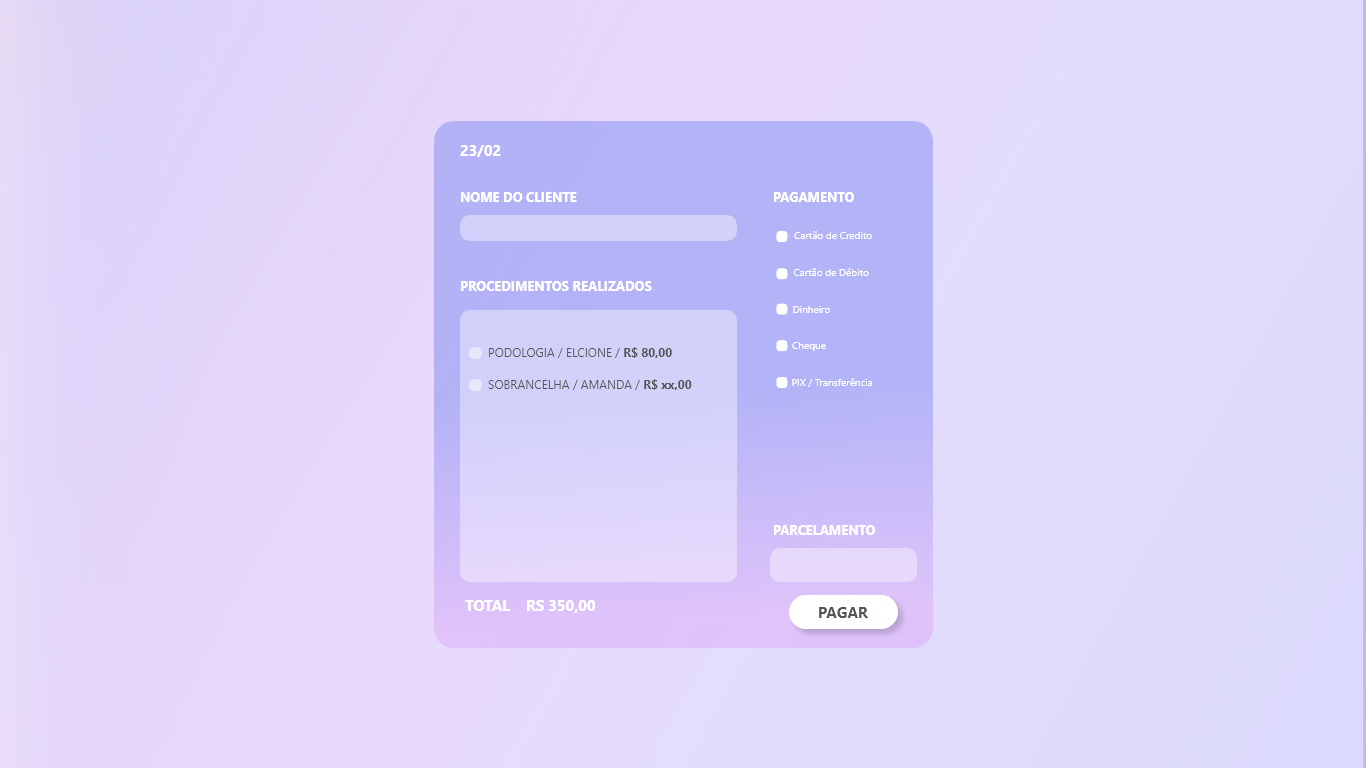 23/02
NOME DO CLIENTE
PROCEDIMENTOS REALIZADOS
PODOLOGIA / ELCIONE / R$ 80,00
SOBRANCELHA / AMANDA / R$ xx,00
TOTAL RS 350,00
PAGAMENTO
Cartão de Credito
Cartão de Débito
Dinheiro
Cheque
PIX / Transferência
PARCELAMENTO
PAGAR